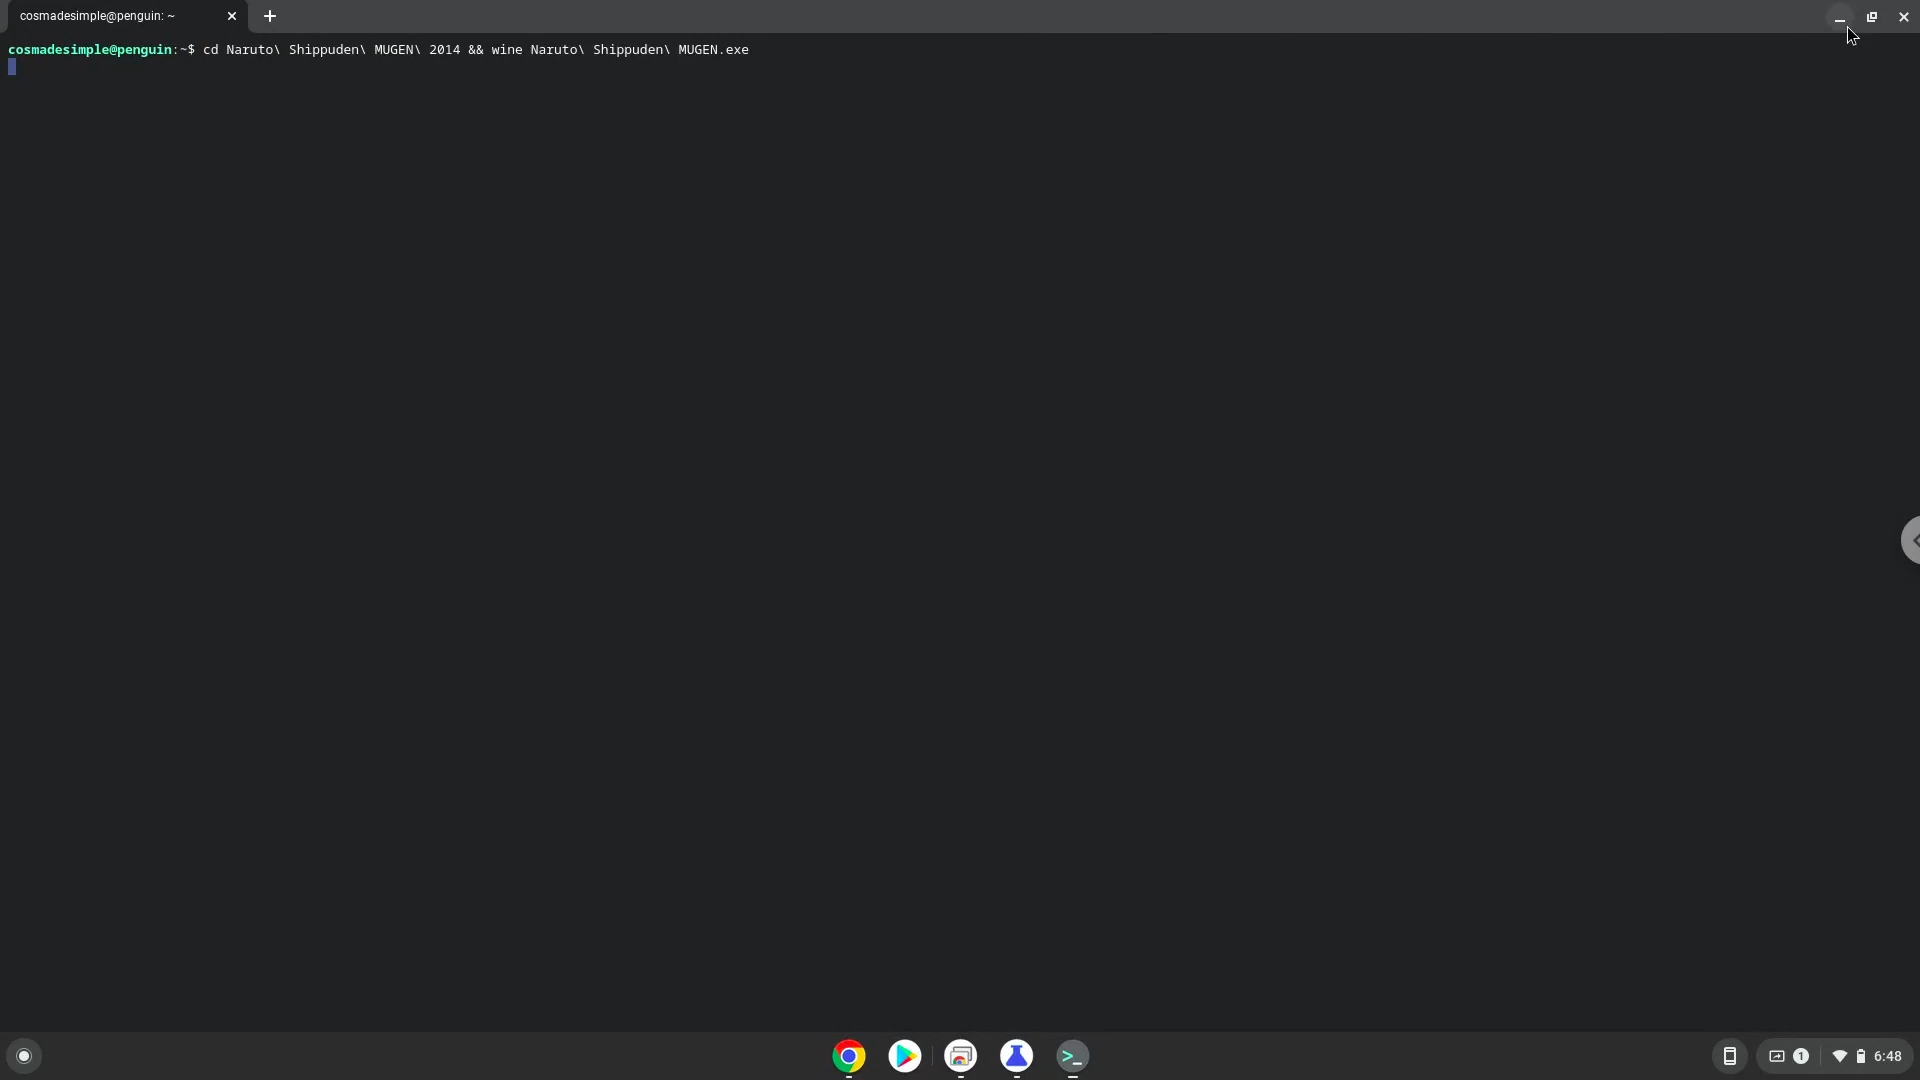 cosmadesimple@penguin: ~
cosmadesimple@penguin:~$ cd Naruto\ Shippuden\ MUGEN\ 2014 && wine Naruto\ Shippuden\ MUGEN.exe
>_
1
6:48